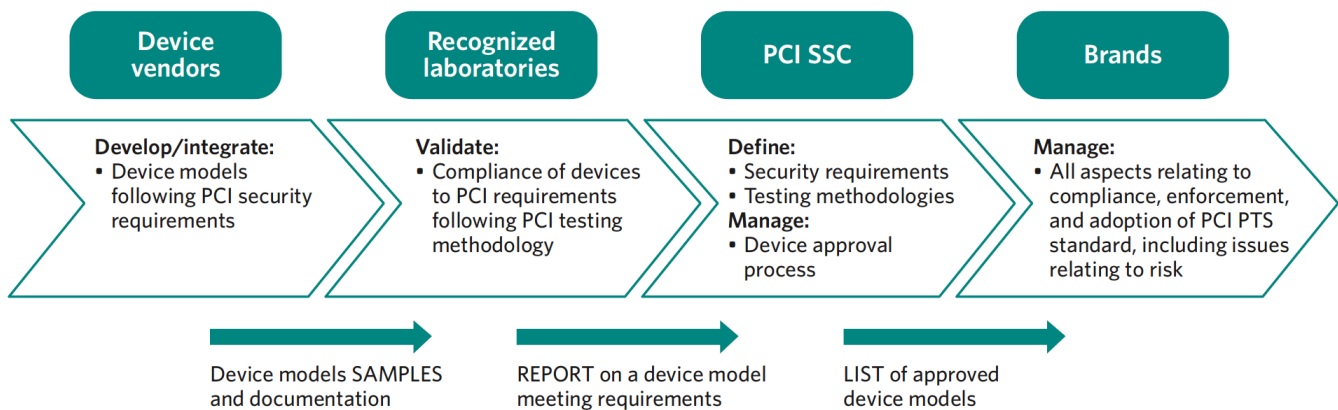 Device
vendors
Recognized
laboratories
PCI SSC
Brands
Develop/integrate:
▪ Device models
following PCI security
requirements
Validate:
▪ Compliance of devices
to PCI requirements
following PCI testing
methodology
Define:
▪ Security requirements
▪ Testing methodologies
Manage:
▪ Device approval
process
Manage:
▪ All aspects relating to
compliance, enforcement,
and adoption of PCI PTS
standard, including issues
relating to risk
Device models SAMPLES
and documentation
REPORT on a device model
meeting requirements
LIST of approved
device models